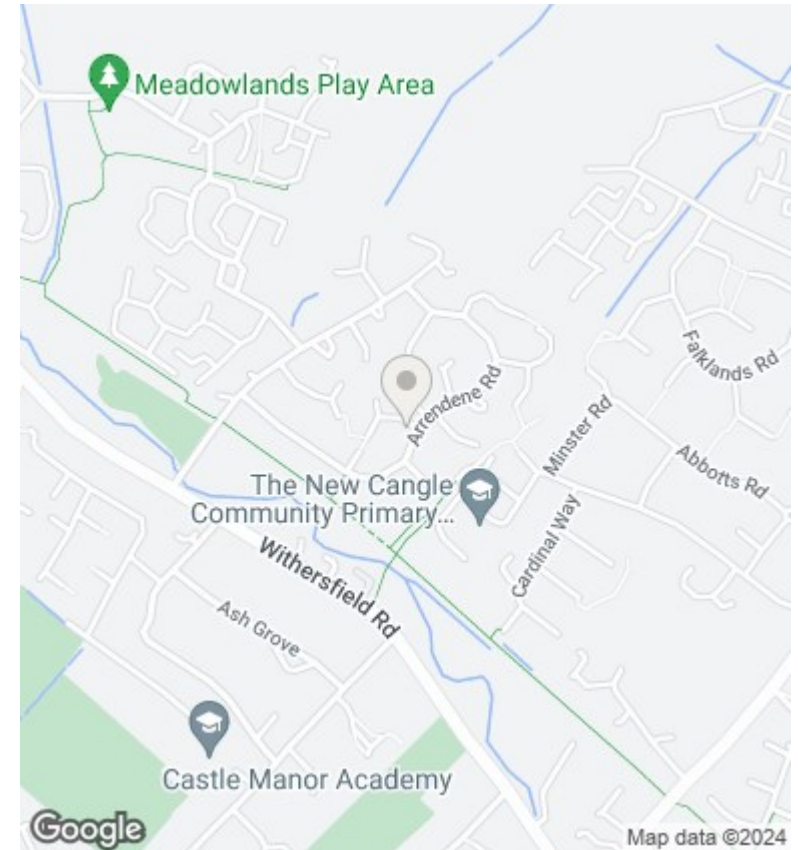 Meadowlands Play Area
Falklands Rd
Arrendene Rd
Minster Rd
Abbotts Rd
The New Cangle
Community Primary...
Cardinal Way
Withersfield Rd
Ash Grove
Castle Manor Academy
Google
Map data ©2024